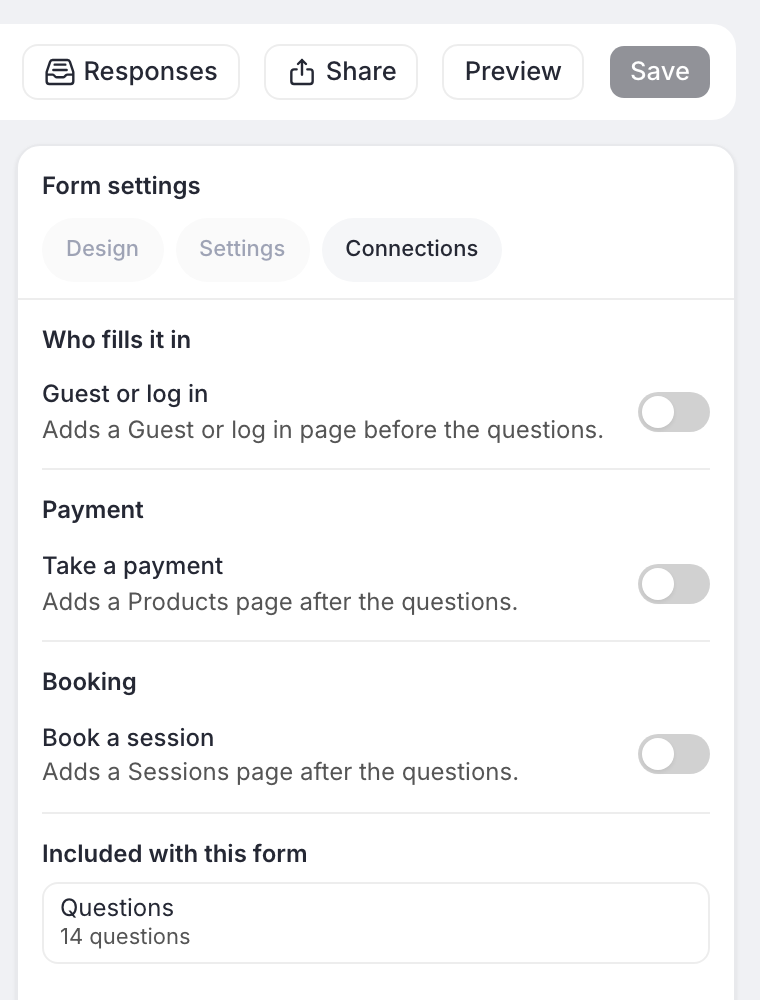 Responses
Share
Preview
Save
Form settings
Design
Settings
Connections
Who fills it in
Guest or log in
Adds a Guest or log in page before the questions.
Payment
Take a payment
Adds a Products page after the questions.
Booking
Book a session
Adds a Sessions page after the questions.
Included with this form
Questions
14 questions